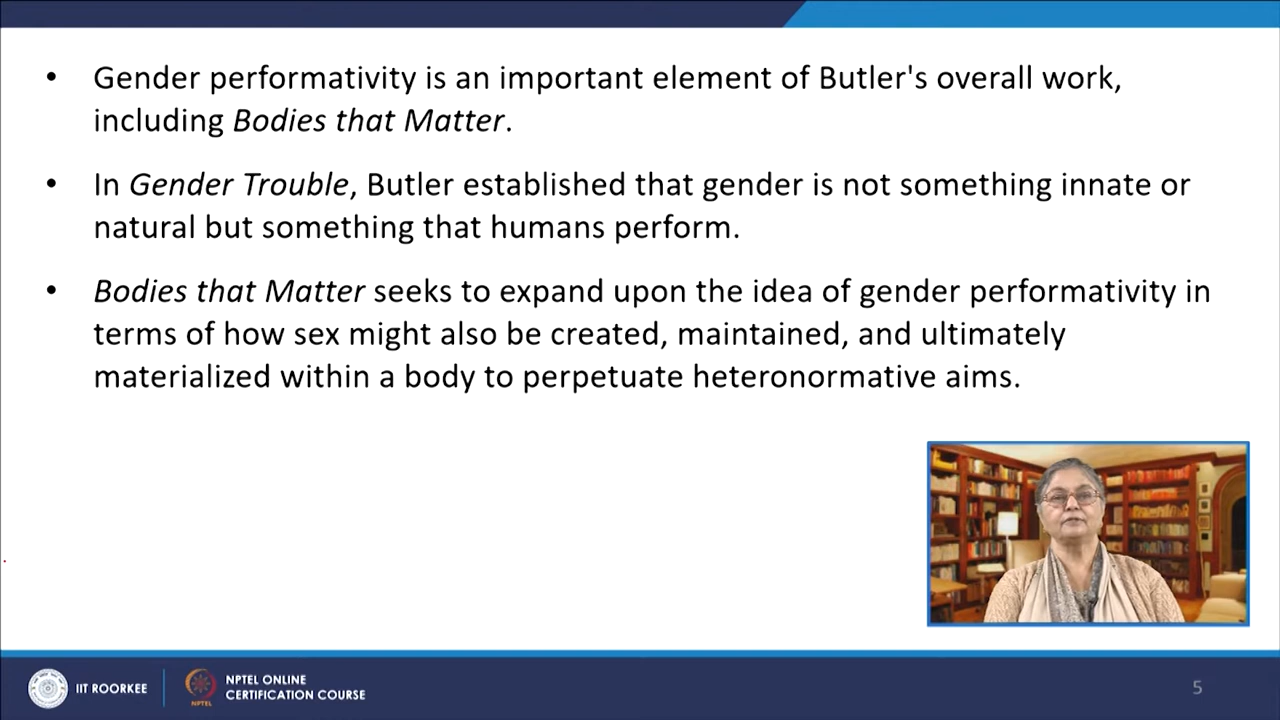 • Gender performativity is an important element of Butler's overall work,
including Bodies that Matter.
• In Gender Trouble, Butler established that gender is not something innate or
natural but something that humans perform.
• Bodies that Matter seeks to expand upon the idea of gender performativity in
terms of how sex might also be created, maintained, and ultimately
materialized within a body to perpetuate heteronormative aims.
IIT ROORKEE
NPTEL
NPTEL ONLINE
CERTIFICATION COURSE
5